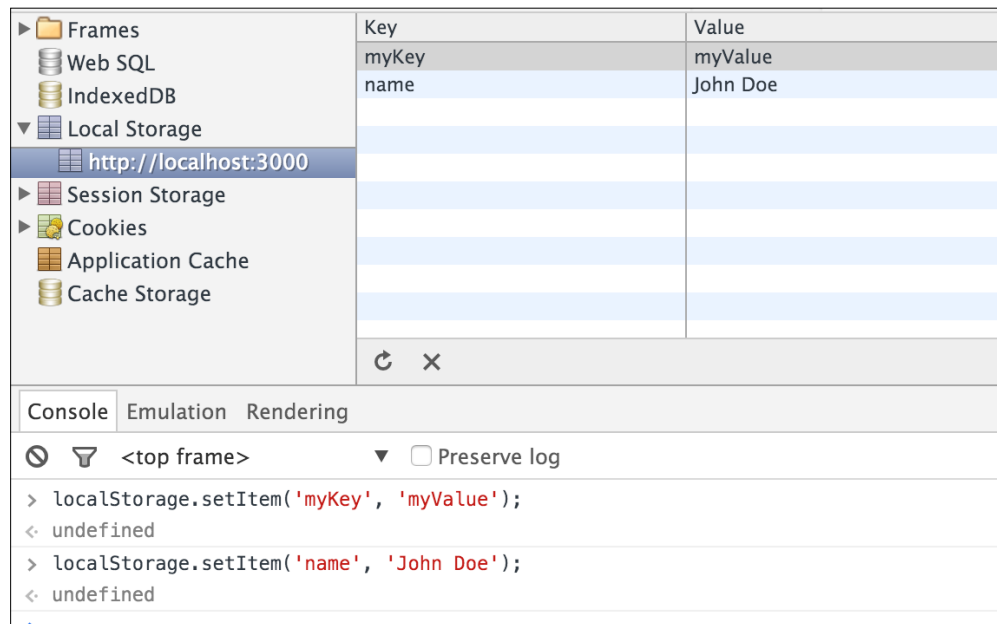 Frames
Web SQL
IndexedDB
Local Storage
http://localhost:3000
Session Storage
Cookies
Application Cache
Cache Storage
Key Value
myKey myValue
name John Doe
Console Emulation Rendering
<top frame> Preserve log
> localStorage.setItem('myKey', 'myValue');
undefined
> localStorage.setItem('name', 'John Doe');
undefined